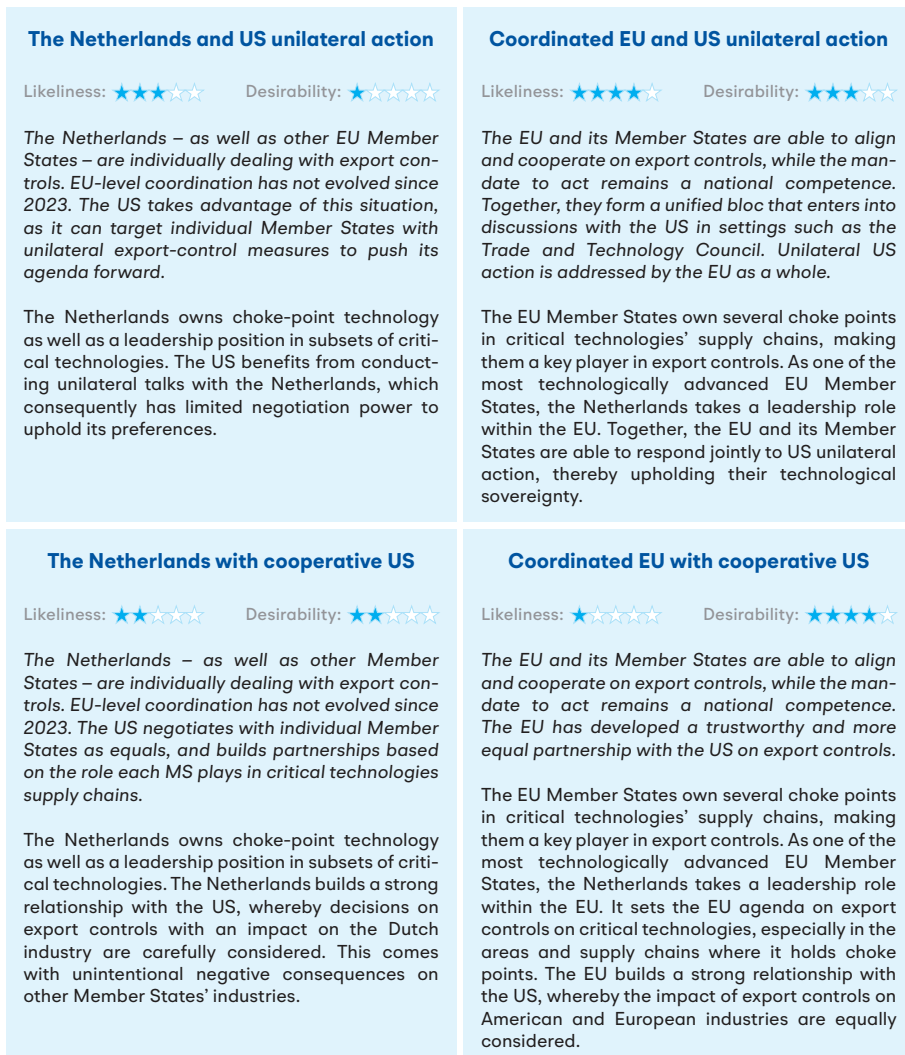 The Netherlands and US unilateral action
Likeliness: ★★★☆☆ Desirability: ★☆☆☆☆
The Netherlands – as well as other EU Member
States – are individually dealing with export con-
trols. EU-level coordination has not evolved since
2023. The US takes advantage of this situation,
as it can target individual Member States with
unilateral export-control measures to push its
agenda forward.
The Netherlands owns choke-point technology
as well as a leadership position in subsets of criti-
cal technologies. The US benefits from conduct-
ing unilateral talks with the Netherlands, which
consequently has limited negotiation power to
uphold its preferences.
Coordinated EU and US unilateral action
Likeliness: ★★★★☆ Desirability: ★★★☆☆
The EU and its Member States are able to align
and cooperate on export controls, while the man-
date to act remains a national competence.
Together, they form a unified bloc that enters into
discussions with the US in settings such as the
Trade and Technology Council. Unilateral US
action is addressed by the EU as a whole.
The EU Member States own several choke points
in critical technologies’ supply chains, making
them a key player in export controls. As one of the
most technologically advanced EU Member
States, the Netherlands takes a leadership role
within the EU. Together, the EU and its Member
States are able to respond jointly to US unilateral
action, thereby upholding their technological
sovereignty.
The Netherlands with cooperative US
Likeliness: ★★☆☆☆ Desirability: ★★☆☆☆
The Netherlands – as well as other Member
States – are individually dealing with export con-
trols. EU-level coordination has not evolved since
2023. The US negotiates with individual Member
States as equals, and builds partnerships based
on the role each MS plays in critical technologies
supply chains.
The Netherlands owns choke-point technology
as well as a leadership position in subsets of criti-
cal technologies. The Netherlands builds a strong
relationship with the US, whereby decisions on
export controls with an impact on the Dutch
industry are carefully considered. This comes
with unintentional negative consequences on
other Member States’ industries.
Coordinated EU with cooperative US
Likeliness: ★☆☆☆☆ Desirability: ★★★★☆
The EU and its Member States are able to align
and cooperate on export controls, while the man-
date to act remains a national competence.
The EU has developed a trustworthy and more
equal partnership with the US on export controls.
The EU Member States own several choke points
in critical technologies’ supply chains, making
them a key player in export controls. As one of the
most technologically advanced EU Member
States, the Netherlands takes a leadership role
within the EU. It sets the EU agenda on export
controls on critical technologies, especially in the
areas and supply chains where it holds choke
points. The EU builds a strong relationship with
the US, whereby the impact of export controls on
American and European industries are equally
considered.